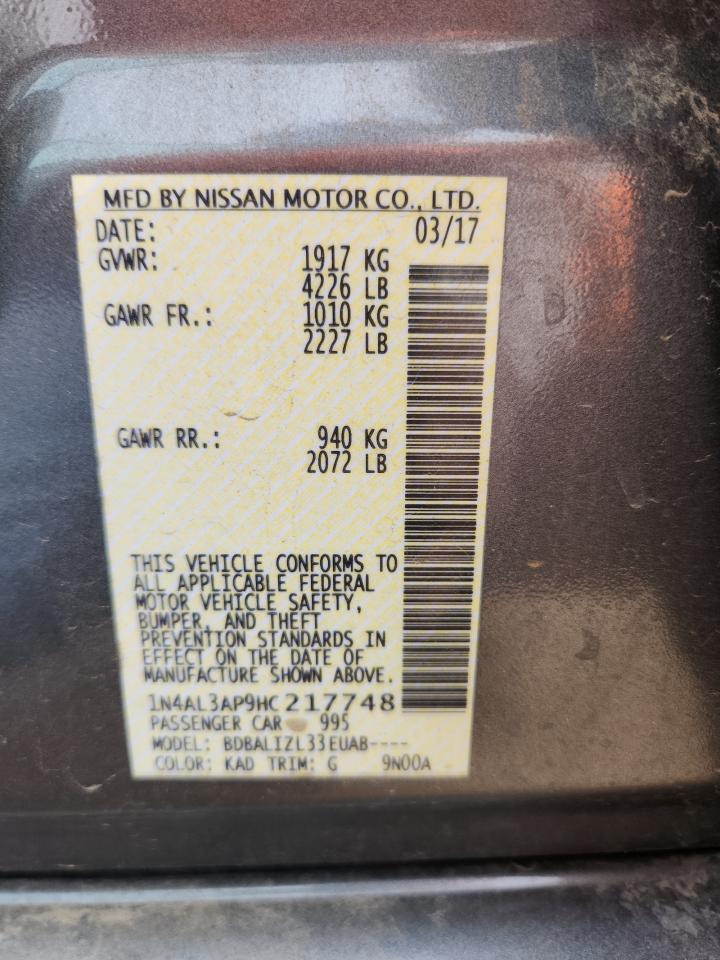 MFD BY NISSAN MOTOR CO., LTD.
DATE: 03/17
GVWR: 1917 KG
4226 LB
GAWR FR.: 1010 KG
2227 LB
GAWR RR.: 940 KG
2072 LB
THIS VEHICLE CONFORMS TO
ALL APPLICABLE FEDERAL
MOTOR VEHICLE SAFETY,
BUMPER, AND THEFT
PREVENTION STANDARDS IN
EFFECT ON THE DATE OF
MANUFACTURE SHOWN ABOVE.
1N4AL3AP9HC217748
PASSENGER CAR 995
MODEL: BDBALIZL33EUAB----
COLOR: KAD TRIM: G 9N00A